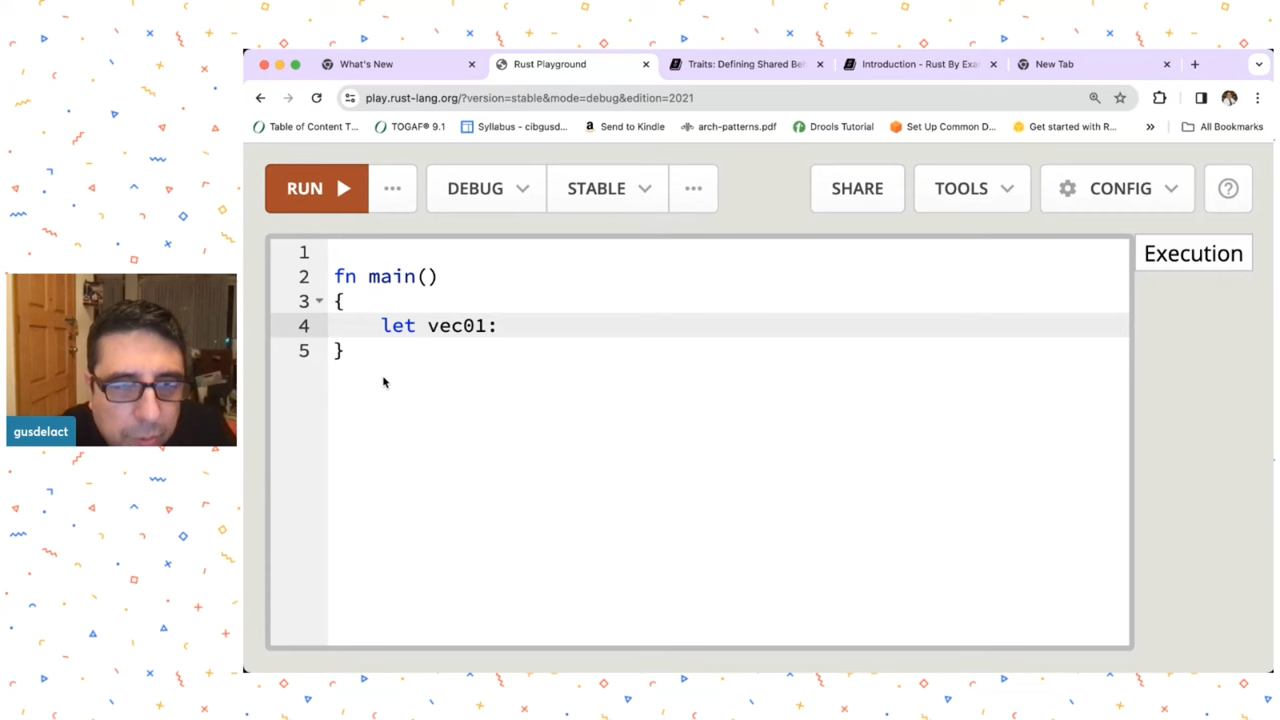 What's New
Rust Playground
Traits: Defining Shared Be
Introduction - Rust By Exa
New Tab
play.rust-lang.org/?version=stable&mode=debug&edition=2021
Table of Content T...
TOGAF® 9.1
Syllabus - cibgusd...
Send to Kindle
arch-patterns.pdf
Drools Tutorial
Set Up Common D...
Get started with R...
All Bookmarks
RUN
DEBUG
STABLE
SHARE
TOOLS
CONFIG
Execution
1
2 fn main()
3 {
4 let vec01:
5 }
gusdelact